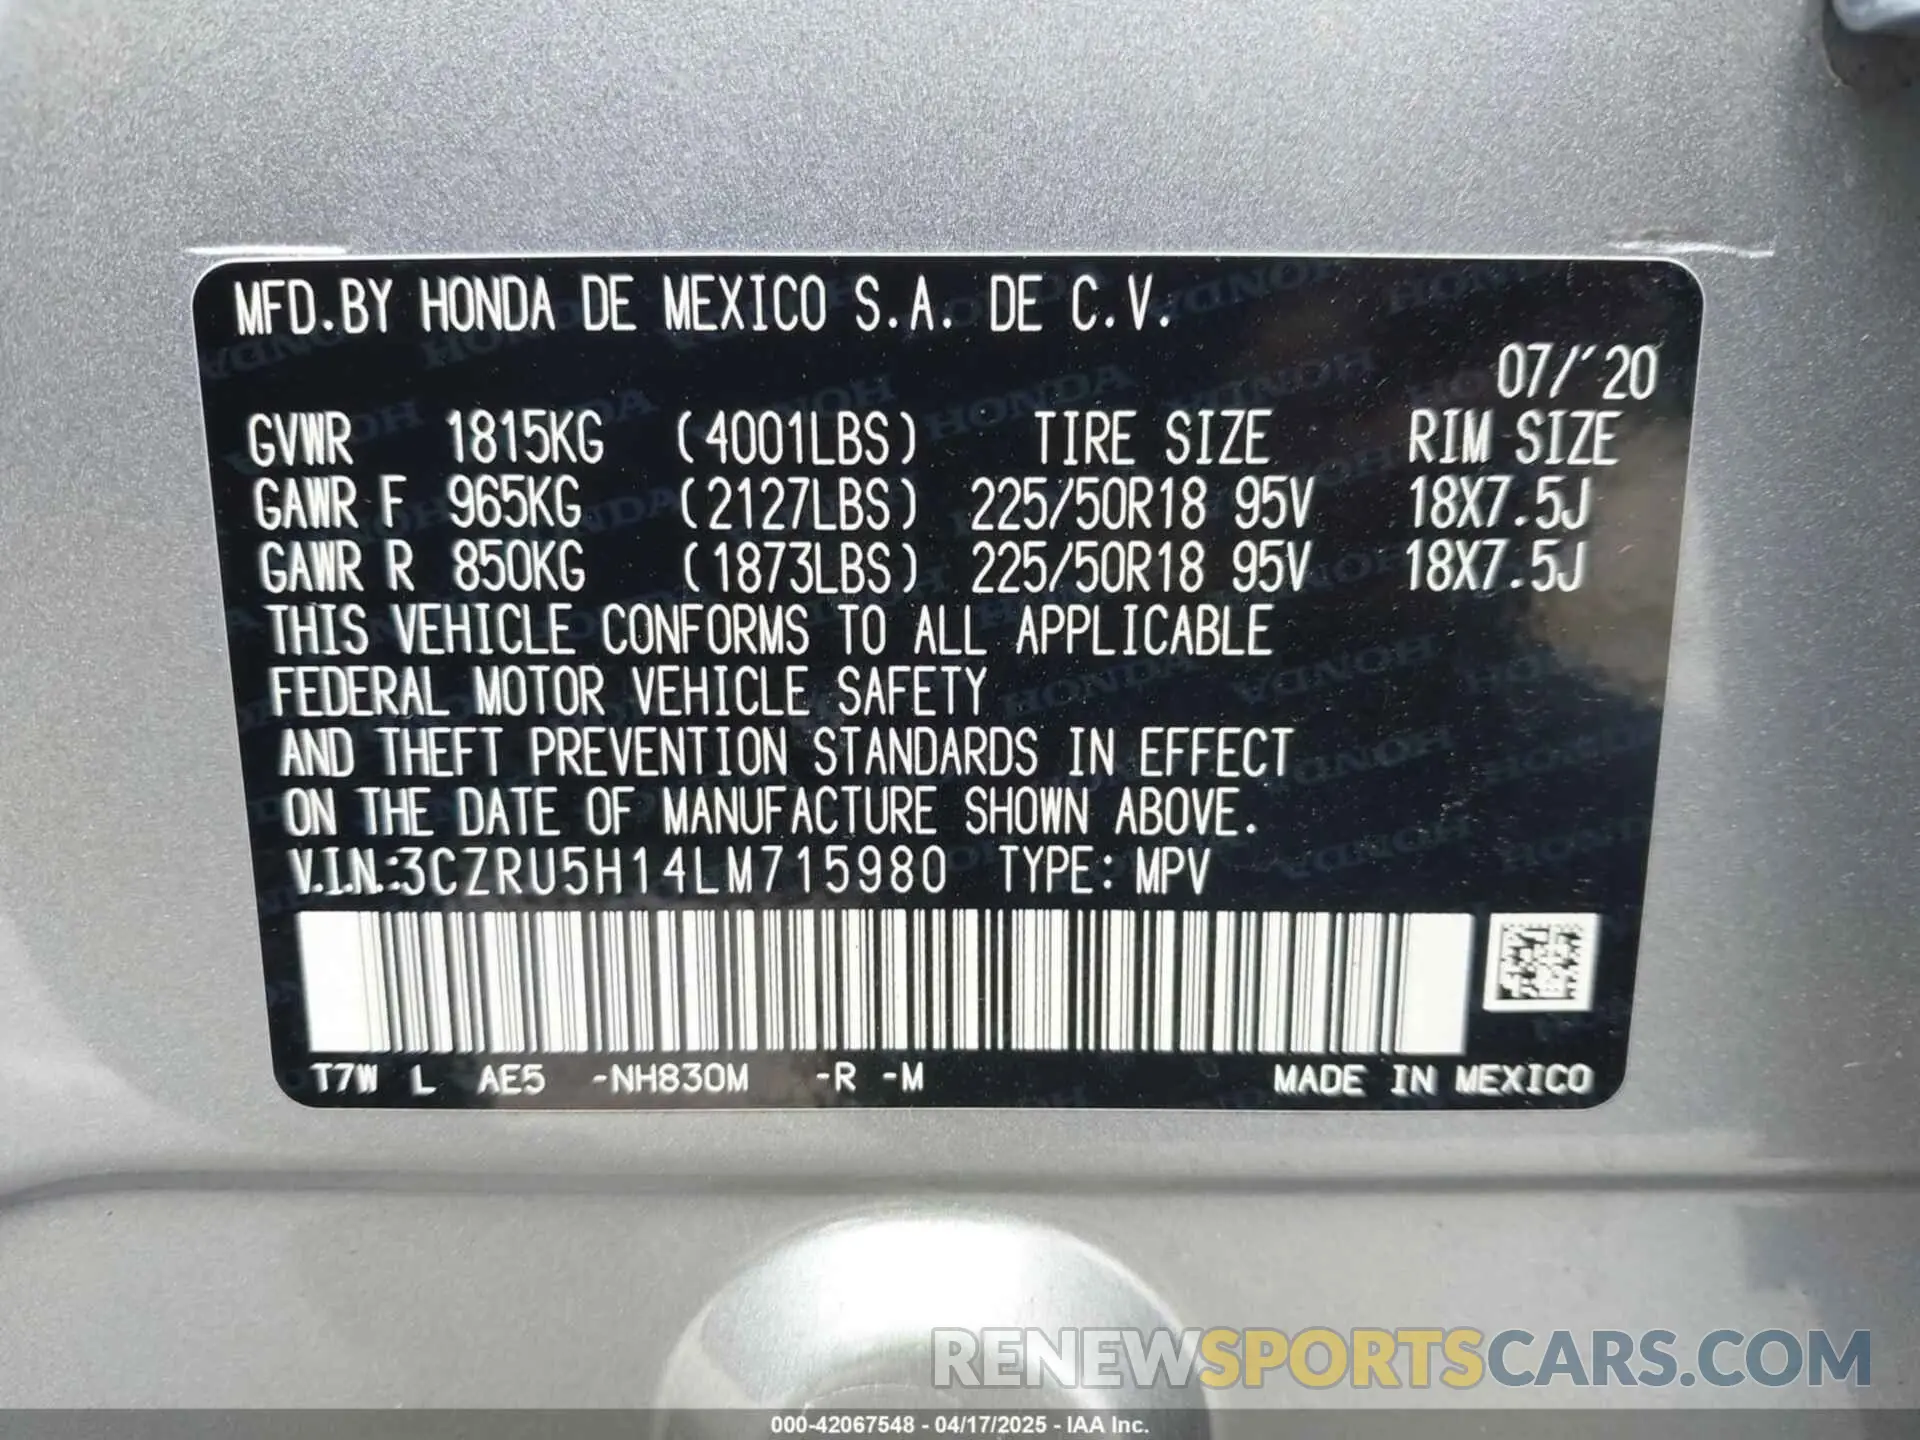 MFD.BY HONDA DE MEXICO S.A. DE C.V.
07/´20
GVWR 1815KG (4001LBS) TIRE SIZE RIM SIZE
GAWR F 965KG (2127LBS) 225/50R18 95V 18X7.5J
GAWR R 850KG (1873LBS) 225/50R18 95V 18X7.5J
THIS VEHICLE CONFORMS TO ALL APPLICABLE
FEDERAL MOTOR VEHICLE SAFETY
AND THEFT PREVENTION STANDARDS IN EFFECT
ON THE DATE OF MANUFACTURE SHOWN ABOVE.
V.I.N.:3CZRU5H14LM715980 TYPE: MPV
T7W L AE5 -NH830M -R -M MADE IN MEXICO
RENEWSPORTSCARS.COM
000-42067548 - 04/17/2025 - IAA Inc.